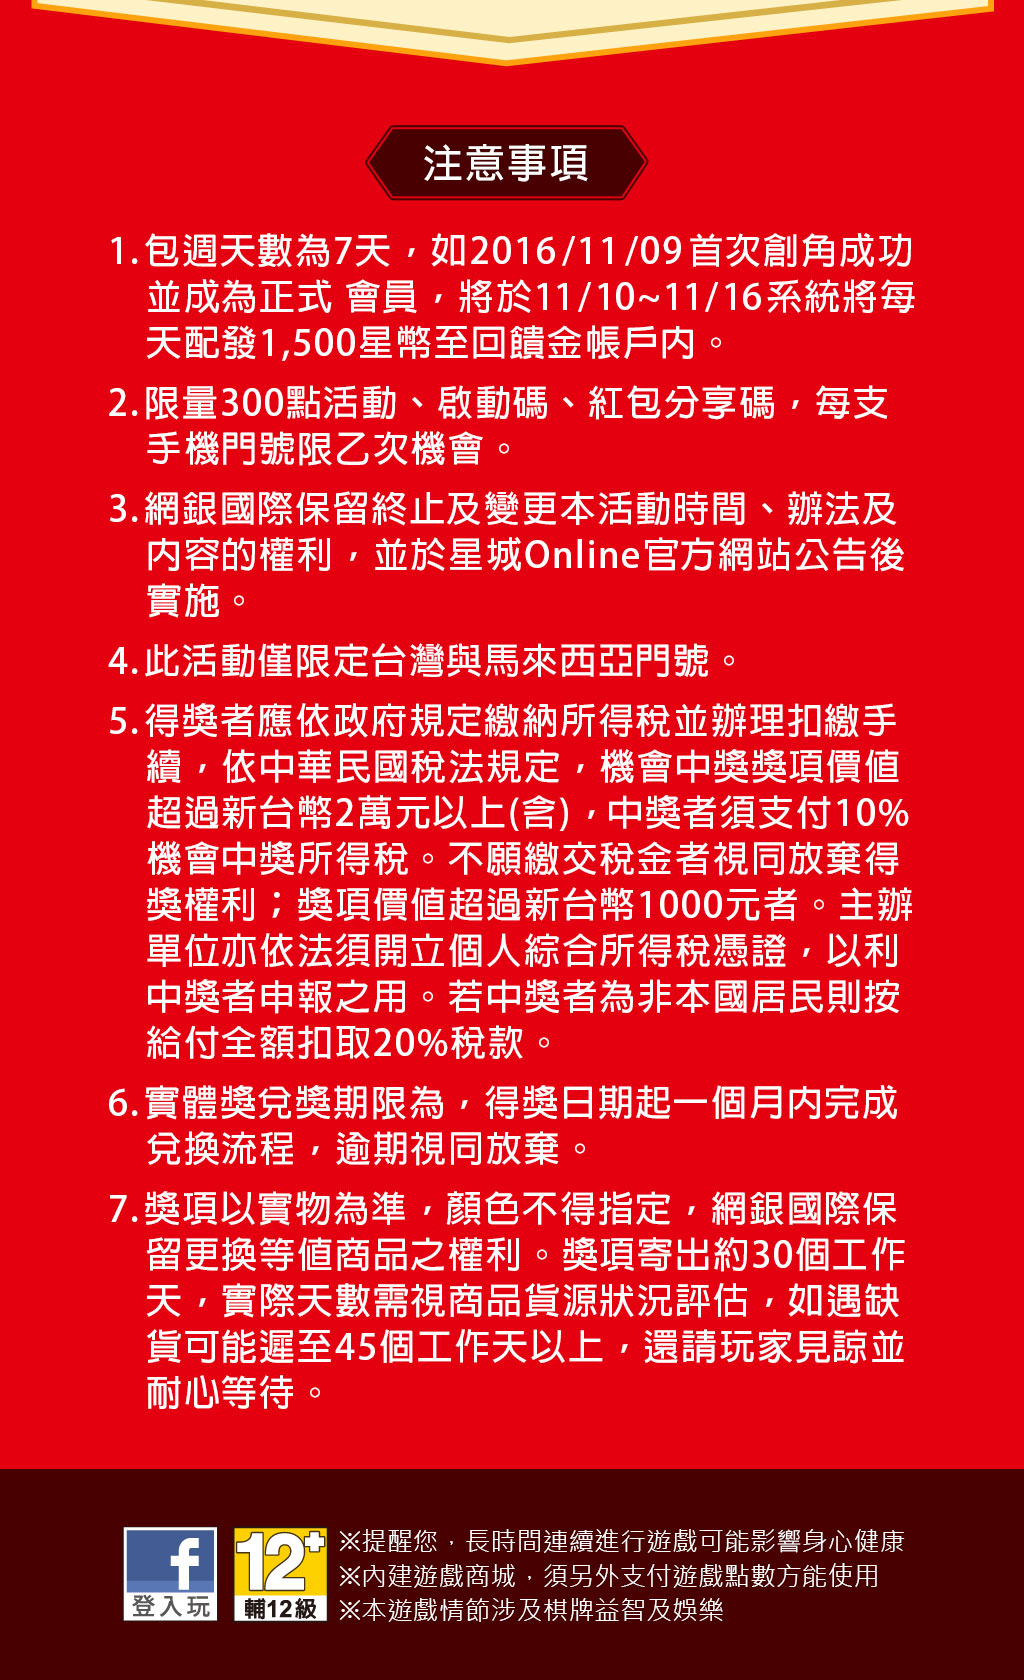 注意事項
1.包週天數為7天，如2016/11/09首次創角成功
並成為正式 會員，將於11/10~11/16系統將每
天配發1,500星幣至回饋金帳戶內。
2.限量300點活動、啟動碼、紅包分享碼，每支
手機門號限乙次機會。
3.網銀國際保留終止及變更本活動時間、辦法及
內容的權利，並於星城Online官方網站公告後
實施。
4.此活動僅限定台灣與馬來西亞門號。
5.得獎者應依政府規定繳納所得稅並辦理扣繳手
續，依中華民國稅法規定，機會中獎獎項價值
超過新台幣2萬元以上(含)，中獎者須支付10%
機會中獎所得稅。不願繳交稅金者視同放棄得
獎權利；獎項價值超過新台幣1000元者。主辦
單位亦依法須開立個人綜合所得稅憑證，以利
中獎者申報之用。若中獎者為非本國居民則按
給付全額扣取20%稅款。
6.實體獎兌獎期限為，得獎日期起一個月內完成
兌換流程，逾期視同放棄。
7.獎項以實物為準，顏色不得指定，網銀國際保
留更換等值商品之權利。獎項寄出約30個工作
天，實際天數需視商品貨源狀況評估，如遇缺
貨可能遲至45個工作天以上，還請玩家見諒並
耐心等待。
f
登入玩
12+
輔12級
※提醒您，長時間連續進行遊戲可能影響身心健康
※內建遊戲商城，須另外支付遊戲點數方能使用
※本遊戲情節涉及棋牌益智及娛樂